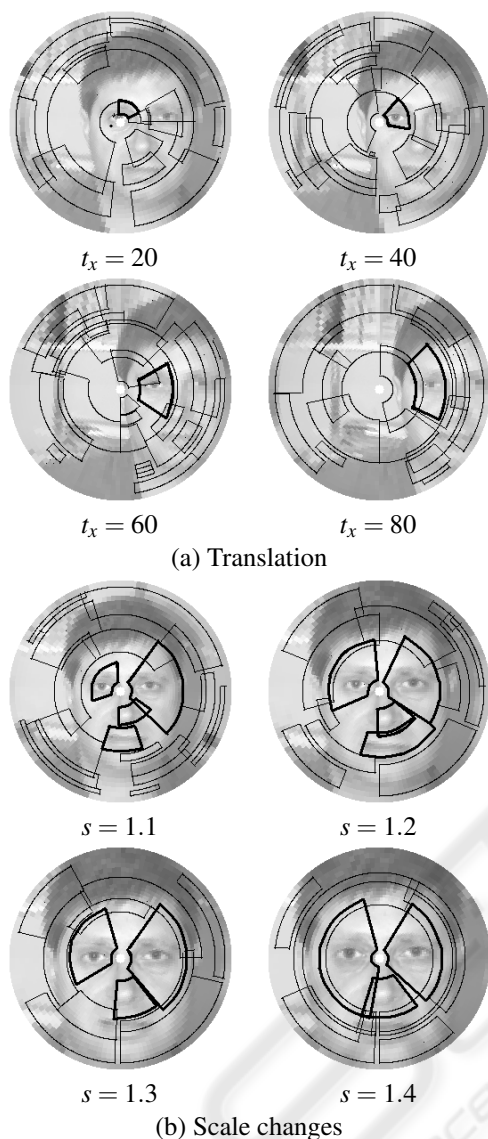 t_x = 20
t_x = 40
t_x = 60
t_x = 80
(a) Translation
s = 1.1
s = 1.2
s = 1.3
s = 1.4
(b) Scale changes